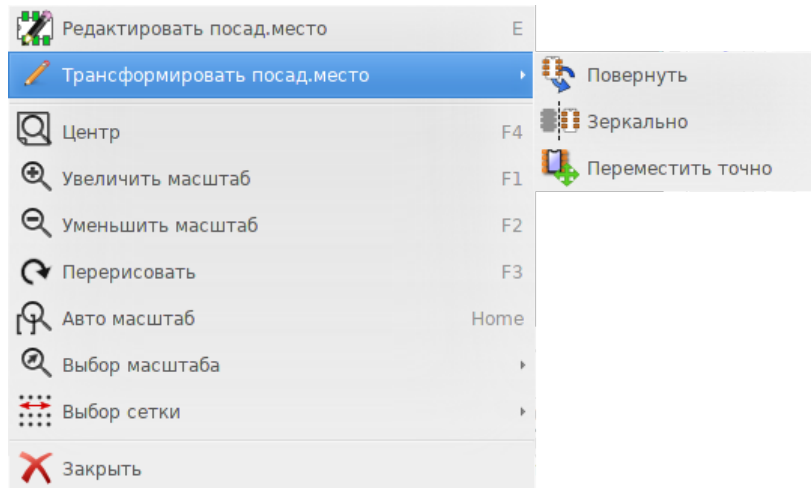 Редактировать посад.место E
Трансформировать посад.место
Повернуть
Зеркально
Переместить точно
Центр F4
Увеличить масштаб F1
Уменьшить масштаб F2
Перерисовать F3
Авто масштаб Home
Выбор масштаба
Выбор сетки
Закрыть